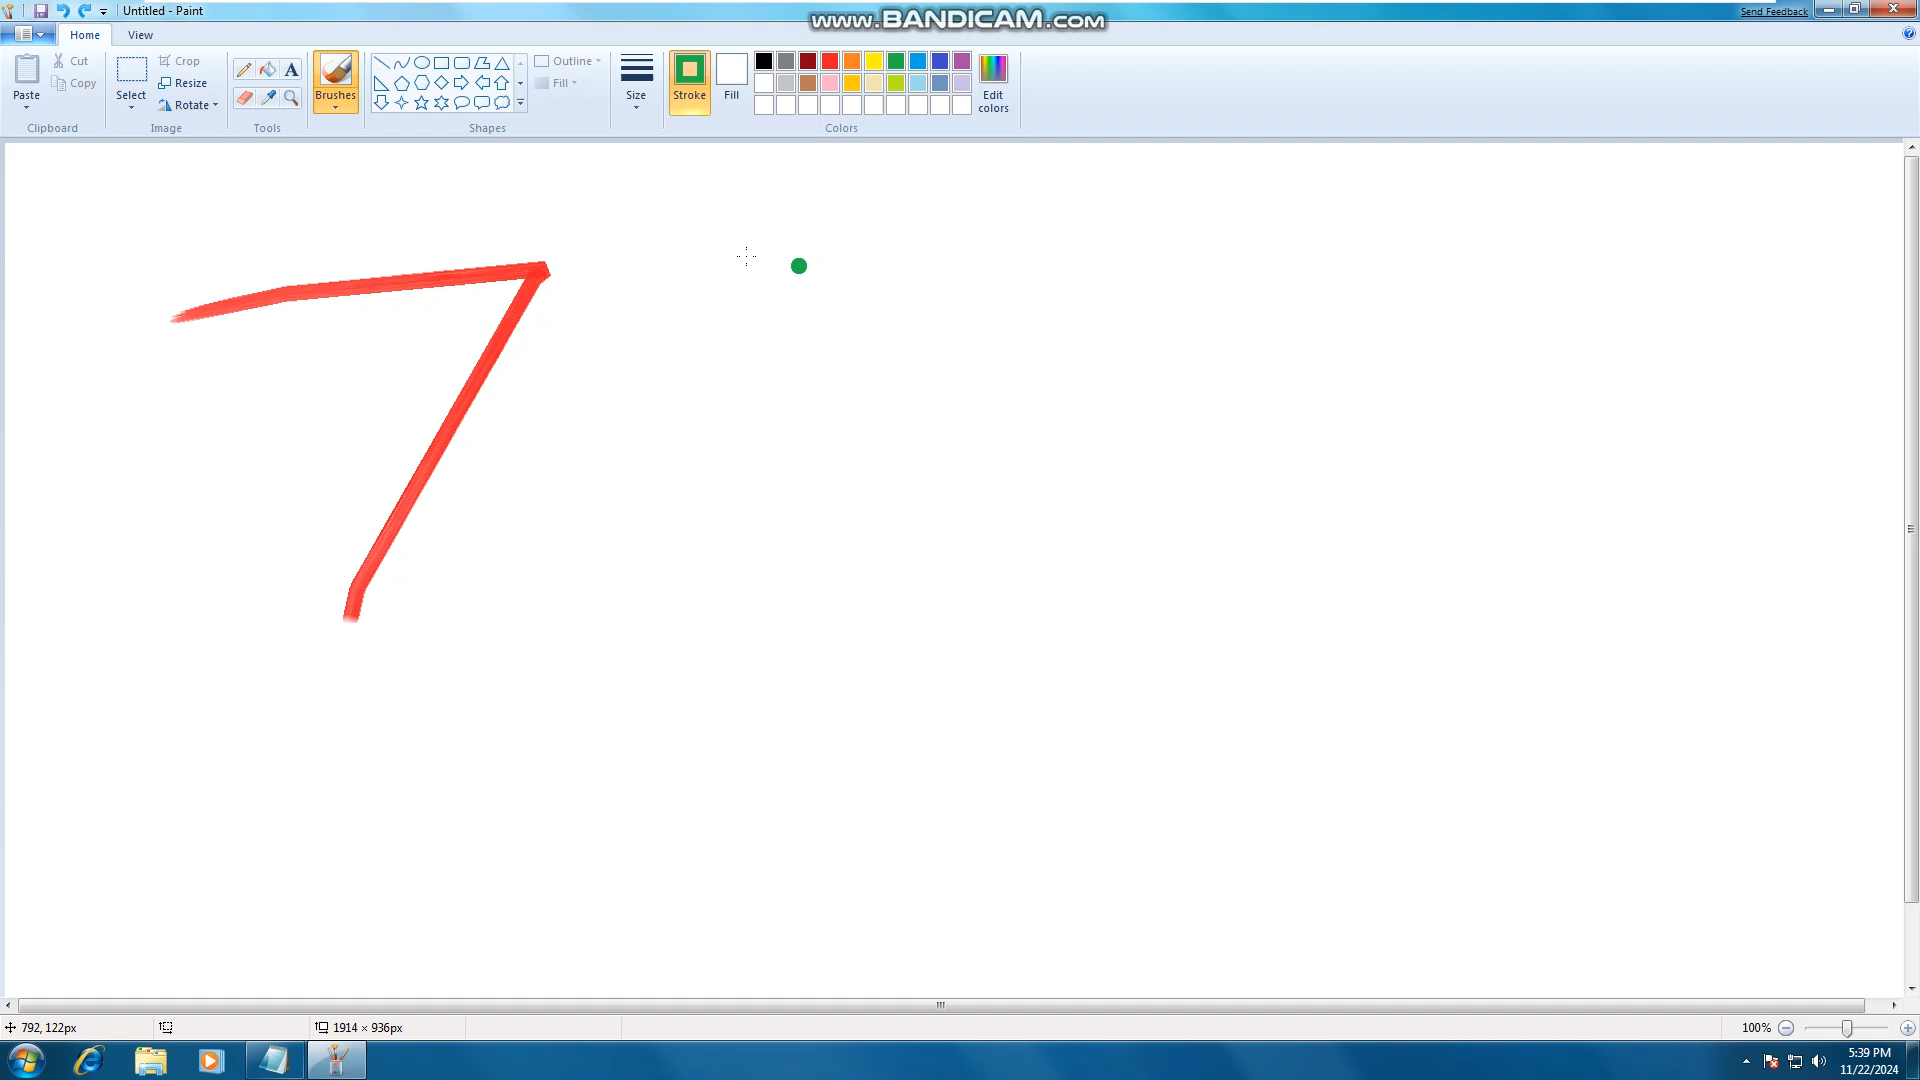 Untitled - Paint
www.BANDICAM.com
Send Feedback
Home
View
Paste
Cut
Copy
Clipboard
Select
Crop
Resize
Rotate
Image
A
Tools
Brushes
Shapes
Outline
Fill
Size
Stroke
Fill
Colors
Edit
colors
7
792, 122px
1914 × 936px
100%
5:39 PM
11/22/2024